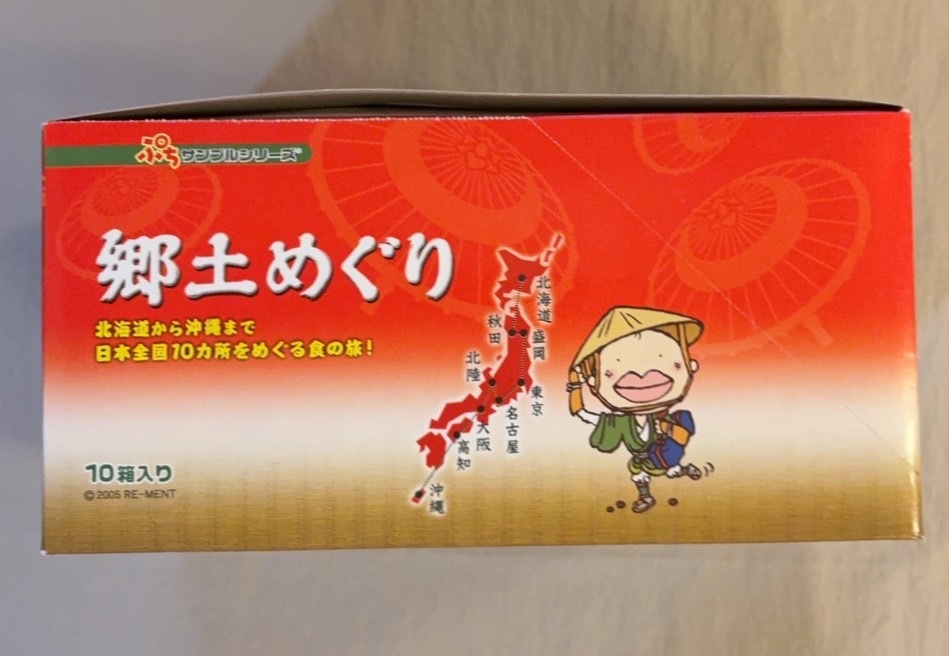 ぷちサンプルシリーズ®
郷土めぐり
北海道から沖縄まで
日本全国10カ所をめぐる食の旅!
北海道
秋田
盛岡
北陸
東京
名古屋
大阪
高知
沖縄
10箱入り
©2005 RE-MENT